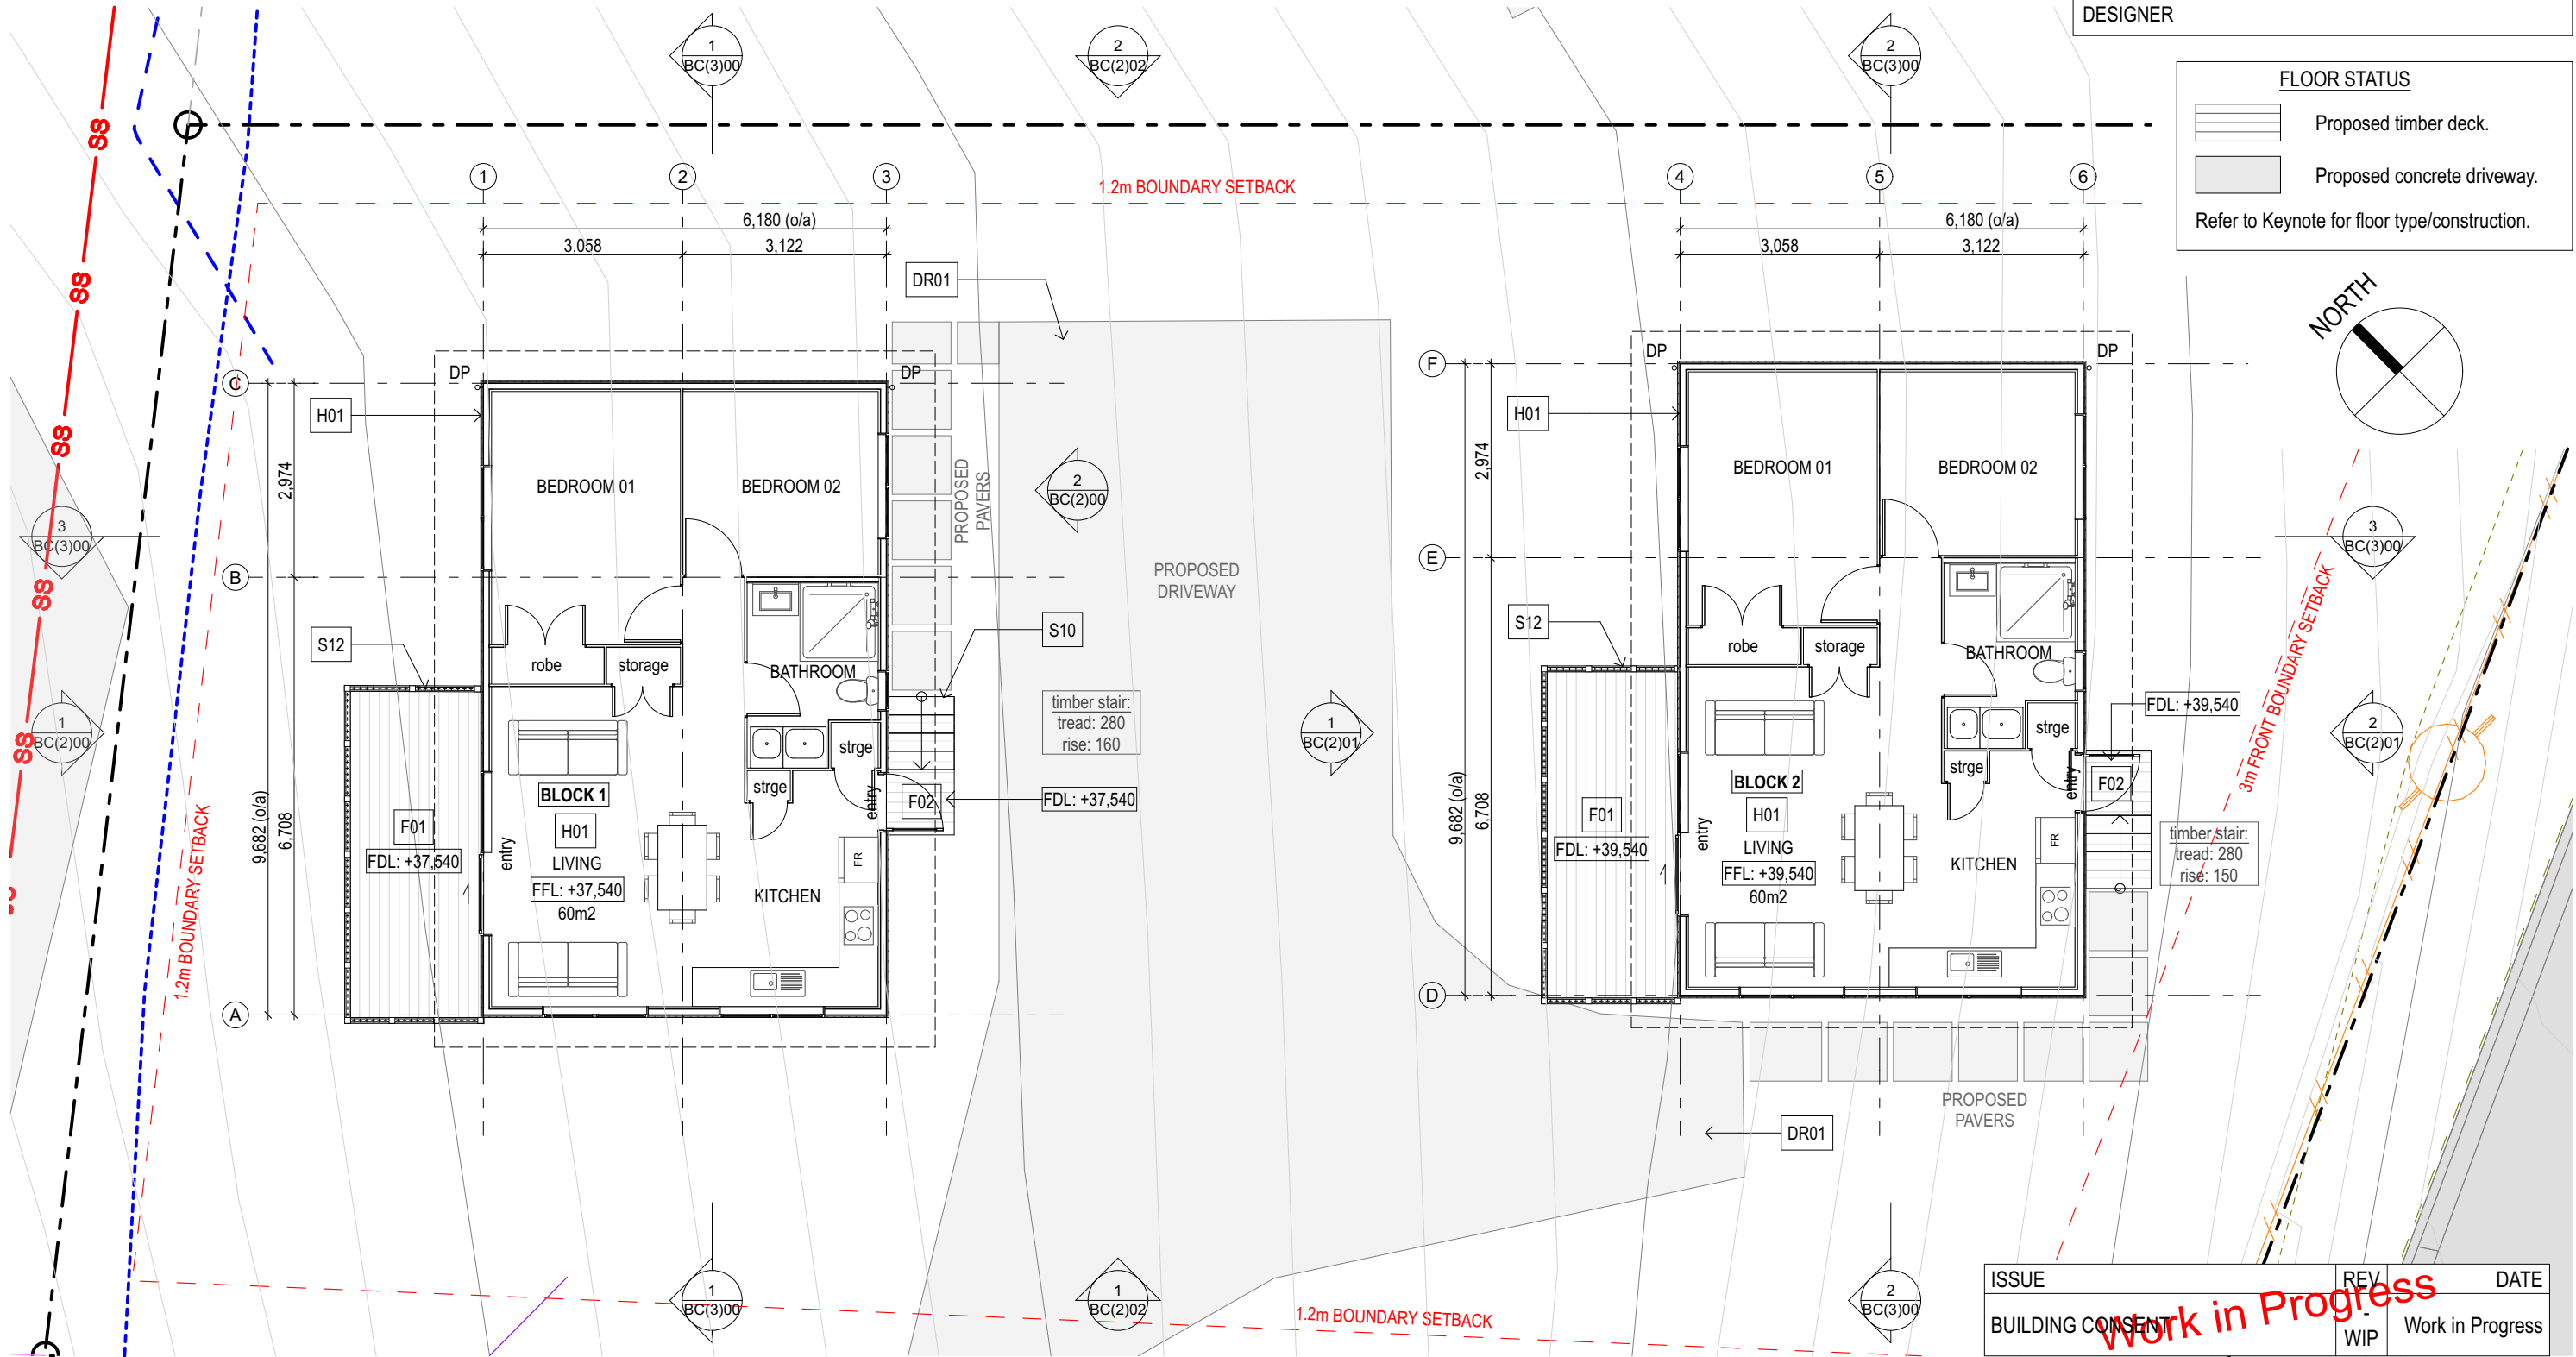 DESIGNER
FLOOR STATUS
Proposed timber deck.
Proposed concrete driveway.
Refer to Keynote for floor type/construction.
NORTH
1
BC(3)00
2
BC(2)02
2
BC(3)00
SS
SS
SS
SS
SS
1
2
3
4
5
6
1.2m BOUNDARY SETBACK
6,180 (o/a)
3,058
3,122
6,180 (o/a)
3,058
3,122
DR01
DP
DP
DP
DP
C
B
A
F
E
D
H01
H01
2,974
6,708
9,682 (o/a)
2,974
6,708
9,682 (o/a)
BEDROOM 01
BEDROOM 02
PROPOSED
PAVERS
2
BC(2)00
PROPOSED
DRIVEWAY
BEDROOM 01
BEDROOM 02
3
BC(3)00
3
BC(3)00
S12
S10
S12
robe
storage
BATHROOM
robe
storage
BATHROOM
1
BC(2)00
timber stair:
tread: 280
rise: 160
1
BC(2)01
FDL: +39,540
2
BC(2)01
3m FRONT BOUNDARY SETBACK
strge
strge
strge
strge
BLOCK 1
H01
LIVING
FFL: +37,540
60m2
entry
entry
F02
FDL: +37,540
F01
FDL: +37,540
FR
KITCHEN
BLOCK 2
H01
LIVING
FFL: +39,540
60m2
entry
entry
F02
F01
FDL: +39,540
FR
KITCHEN
timber stair:
tread: 280
rise: 150
1.2m BOUNDARY SETBACK
PROPOSED
PAVERS
DR01
1
BC(3)00
1
BC(2)02
2
BC(3)00
1.2m BOUNDARY SETBACK
ISSUE
REV
DATE
BUILDING CONSENT
-
WIP
Work in Progress
Work in Progress